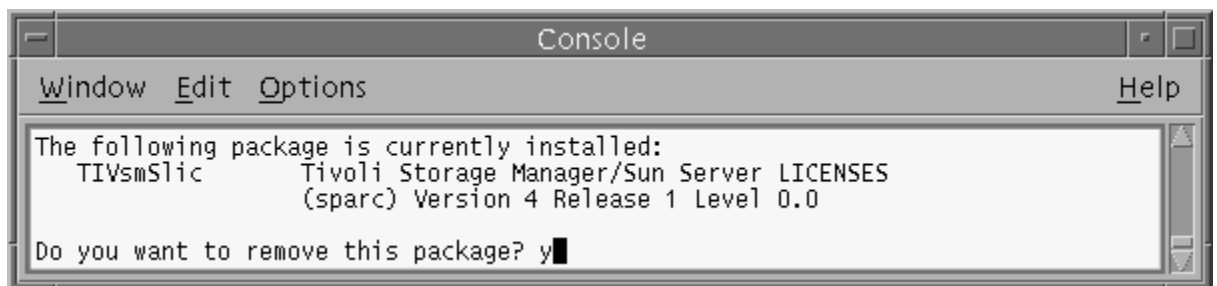 Console
Window Edit Options Help
The following package is currently installed:
TIVsmSlic Tivoli Storage Manager/Sun Server LICENSES
(sparc) Version 4 Release 1 Level 0.0
Do you want to remove this package? y